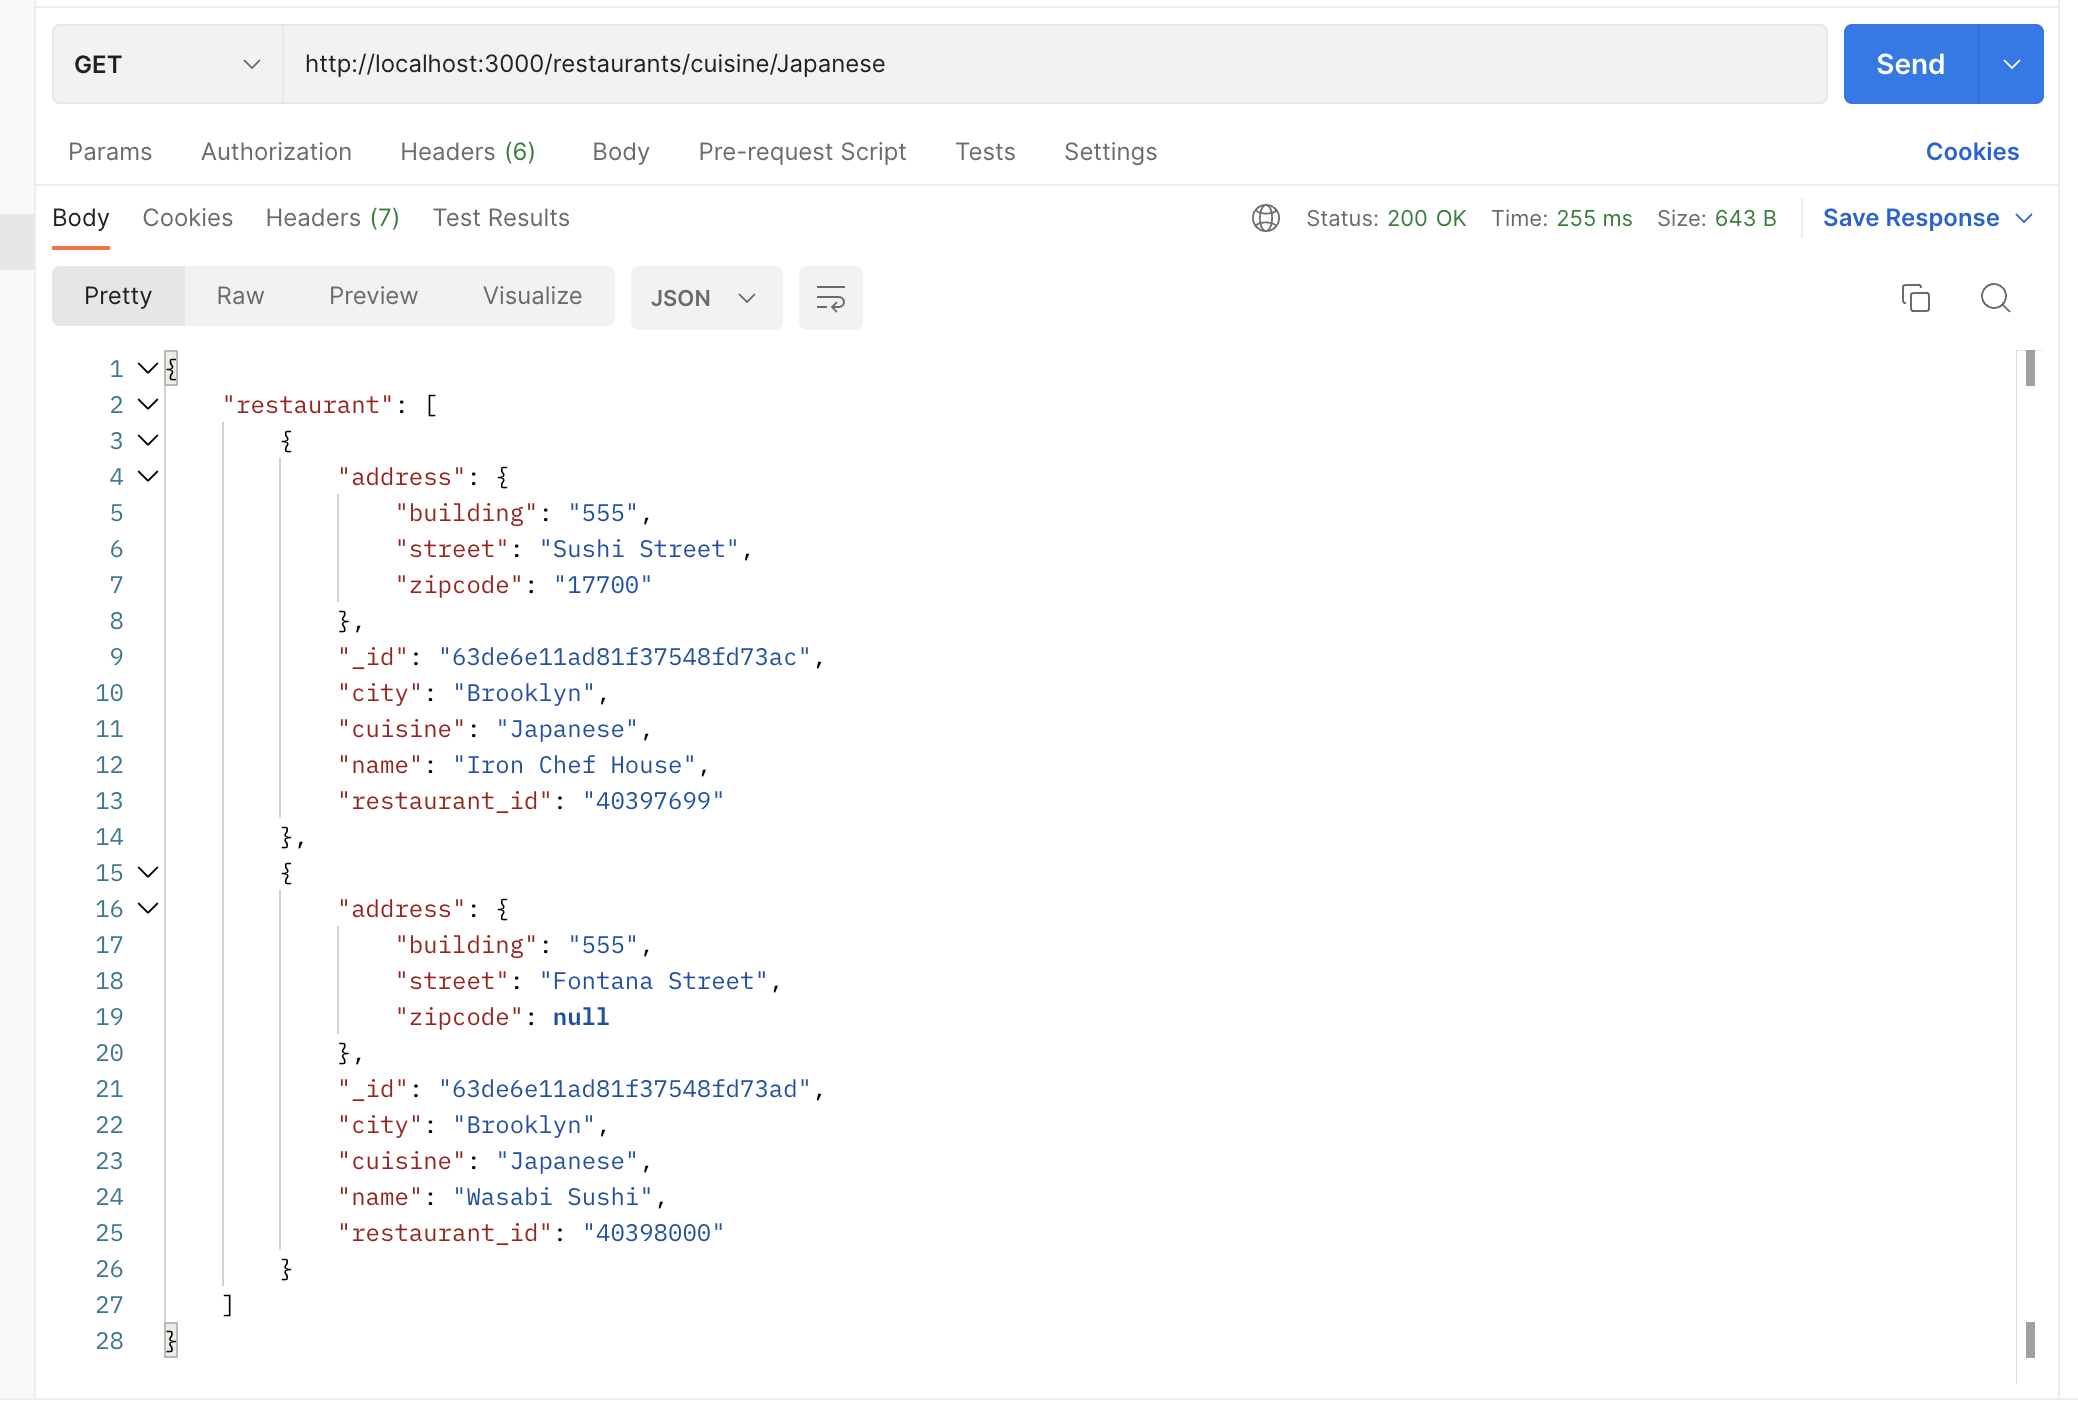 GET http://localhost:3000/restaurants/cuisine/Japanese Send
Params Authorization Headers (6) Body Pre-request Script Tests Settings Cookies
Body Cookies Headers (7) Test Results Status: 200 OK Time: 255 ms Size: 643 B Save Response
Pretty Raw Preview Visualize JSON
1 {
2 "restaurant": [
3 {
4 "address": {
5 "building": "555",
6 "street": "Sushi Street",
7 "zipcode": "17700"
8 },
9 "_id": "63de6e11ad81f37548fd73ac",
10 "city": "Brooklyn",
11 "cuisine": "Japanese",
12 "name": "Iron Chef House",
13 "restaurant_id": "40397699"
14 },
15 {
16 "address": {
17 "building": "555",
18 "street": "Fontana Street",
19 "zipcode": null
20 },
21 "_id": "63de6e11ad81f37548fd73ad",
22 "city": "Brooklyn",
23 "cuisine": "Japanese",
24 "name": "Wasabi Sushi",
25 "restaurant_id": "40398000"
26 }
27 ]
28 }